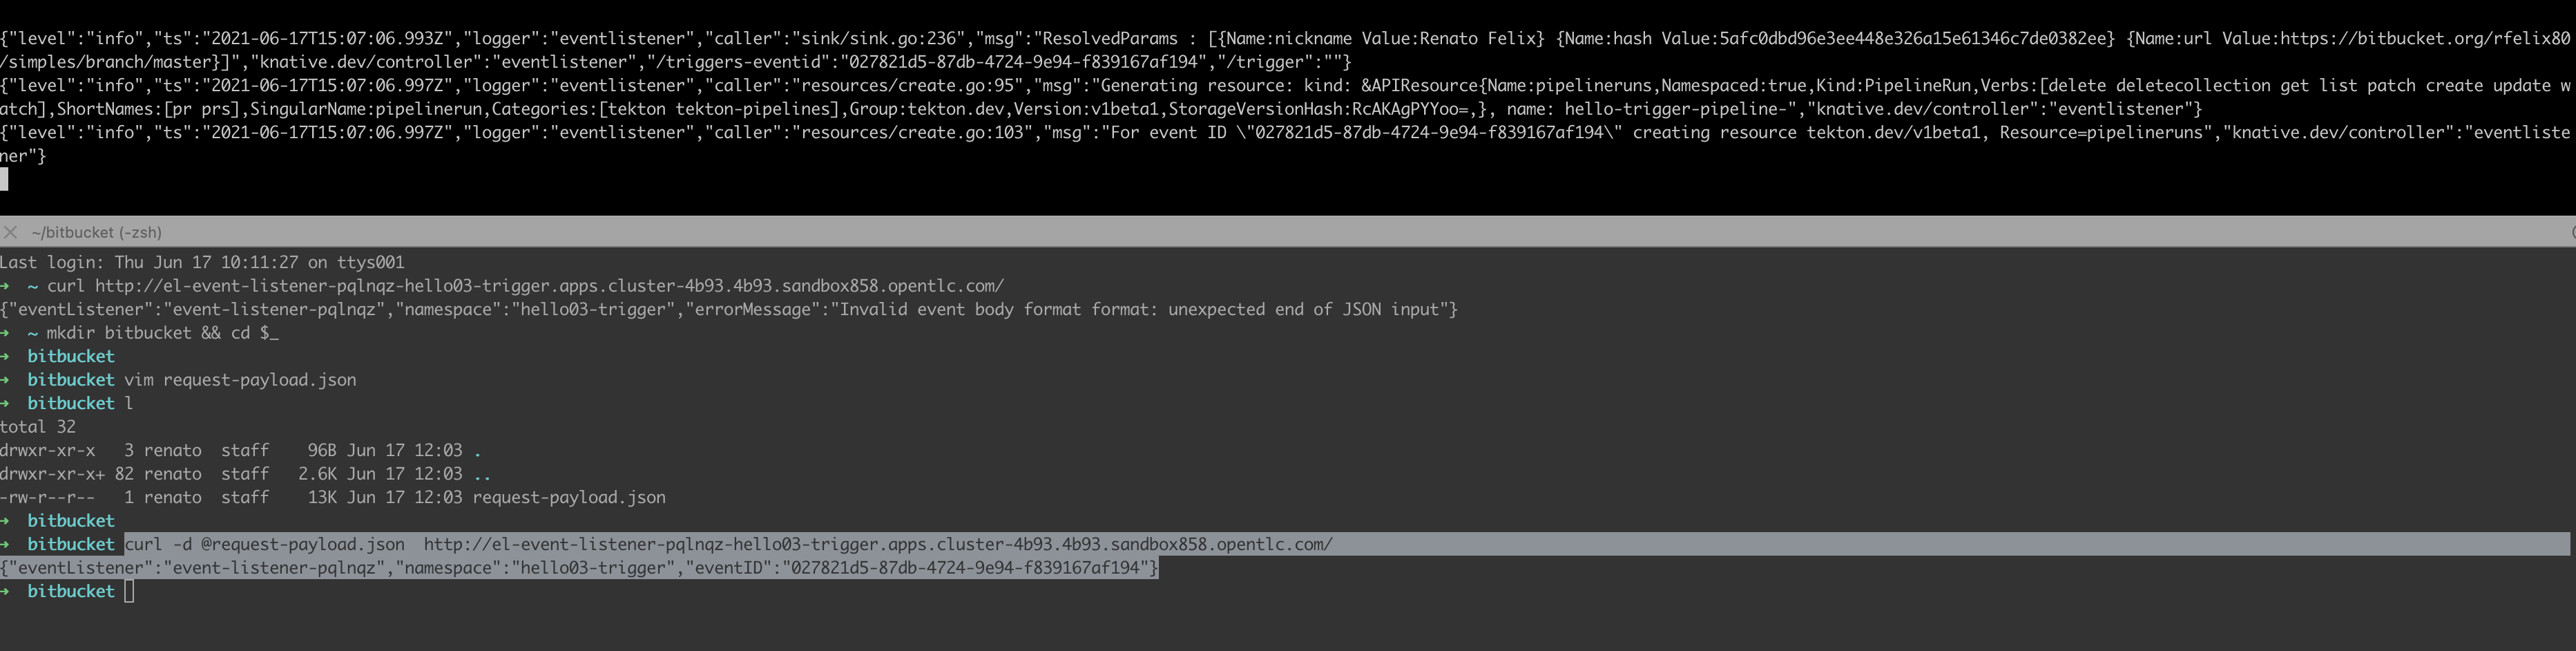 {"level":"info","ts":"2021-06-17T15:07:06.993Z","logger":"eventlistener","caller":"sink/sink.go:236","msg":"ResolvedParams : [{Name:nickname Value:Renato Felix} {Name:hash Value:5afc0dbd96e3ee448e326a15e61346c7de0382ee} {Name:url Value:https://bitbucket.org/rfelix80
/simples/branch/master}]","knative.dev/controller":"eventlistener","/triggers-eventid":"027821d5-87db-4724-9e94-f839167af194","/trigger":""}
{"level":"info","ts":"2021-06-17T15:07:06.997Z","logger":"eventlistener","caller":"resources/create.go:95","msg":"Generating resource: kind: &APIResource{Name:pipelineruns,Namespaced:true,Kind:PipelineRun,Verbs:[delete deletecollection get list patch create update w
atch],ShortNames:[pr prs],SingularName:pipelinerun,Categories:[tekton tekton-pipelines],Group:tekton.dev,Version:v1beta1,StorageVersionHash:RcAKAgPYYoo=,}, name: hello-trigger-pipeline-","knative.dev/controller":"eventlistener"}
{"level":"info","ts":"2021-06-17T15:07:06.997Z","logger":"eventlistener","caller":"resources/create.go:103","msg":"For event ID \"027821d5-87db-4724-9e94-f839167af194\" creating resource tekton.dev/v1beta1, Resource=pipelineruns","knative.dev/controller":"eventliste
ner"}
~/bitbucket (-zsh)
Last login: Thu Jun 17 10:11:27 on ttys001
→ ~ curl http://el-event-listener-pqlnqz-hello03-trigger.apps.cluster-4b93.4b93.sandbox858.opentlc.com/
{"eventListener":"event-listener-pqlnqz","namespace":"hello03-trigger","errorMessage":"Invalid event body format format: unexpected end of JSON input"}
→ ~ mkdir bitbucket && cd $_
→ bitbucket
→ bitbucket vim request-payload.json
→ bitbucket l
total 32
drwxr-xr-x 3 renato staff 96B Jun 17 12:03 .
drwxr-xr-x+ 82 renato staff 2.6K Jun 17 12:03 ..
-rw-r--r-- 1 renato staff 13K Jun 17 12:03 request-payload.json
→ bitbucket
→ bitbucket curl -d @request-payload.json http://el-event-listener-pqlnqz-hello03-trigger.apps.cluster-4b93.4b93.sandbox858.opentlc.com/
{"eventListener":"event-listener-pqlnqz","namespace":"hello03-trigger","eventID":"027821d5-87db-4724-9e94-f839167af194"}
→ bitbucket